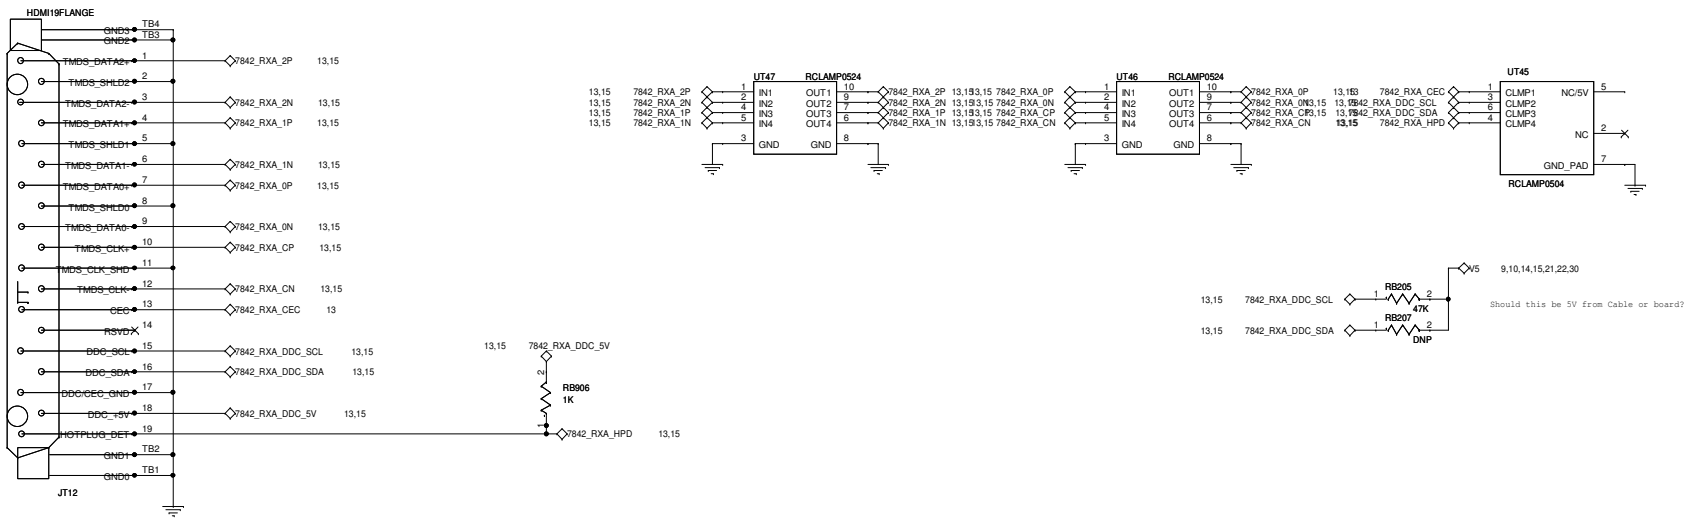 HDMI19FLANGE
GND3 TB4
GND2 TB3
TMDS_DATA2+ 1 7842_RXA_2P 13,15
TMDS_SHLD2 2
TMDS_DATA2- 3 7842_RXA_2N 13,15
TMDS_DATA1+ 4 7842_RXA_1P 13,15
TMDS_SHLD1 5
TMDS_DATA1- 6 7842_RXA_1N 13,15
TMDS_DATA0+ 7 7842_RXA_0P 13,15
TMDS_SHLD0 8
TMDS_DATA0- 9 7842_RXA_0N 13,15
TMDS_CLK+ 10 7842_RXA_CP 13,15
TMDS_CLK_SHD 11
TMDS_CLK- 12 7842_RXA_CN 13,15
CEC 13 7842_RXA_CEC 13
RSVD 14
DDC_SCL 15 7842_RXA_DDC_SCL 13,15
DDC_SDA 16 7842_RXA_DDC_SDA 13,15
DDC/CEC_GND 17
DDC_+5V 18 7842_RXA_DDC_5V 13,15
HOTPLUG_DET 19
GND1 TB2
GND0 TB1
JT12
13,15 7842_RXA_DDC_5V
2
RB906
1K
1
7842_RXA_HPD 13,15
UT47 RCLAMP0524
13,15 7842_RXA_2P 1 IN1 OUT1 10 7842_RXA_2P 13,15
13,15 7842_RXA_2N 2 IN2 OUT2 9 7842_RXA_2N 13,15
13,15 7842_RXA_1P 4 IN3 OUT3 7 7842_RXA_1P 13,15
13,15 7842_RXA_1N 5 IN4 OUT4 6 7842_RXA_1N 13,15
3 GND 8
UT46 RCLAMP0524
13,15 7842_RXA_0P 1 IN1 OUT1 10 7842_RXA_0P 13,15
13,15 7842_RXA_0N 2 IN2 OUT2 9 7842_RXA_0N 13,15
13,15 7842_RXA_CP 4 IN3 OUT3 7 7842_RXA_CP 13,15
13,15 7842_RXA_CN 5 IN4 OUT4 6 7842_RXA_CN 13,15
3 GND 8
UT45
13 7842_RXA_CEC 1 CLMP1 NC/5V 5
13,15 7842_RXA_DDC_SCL 3 CLMP2
13,15 7842_RXA_DDC_SDA 6 CLMP3
13,15 7842_RXA_HPD 4 CLMP4
NC 2
GND_PAD 7
RCLAMP0504
V5 9,10,14,15,21,22,30
13,15 7842_RXA_DDC_SCL 1 RB205 2
47K
Should this be 5V from Cable or board?
13,15 7842_RXA_DDC_SDA 1 RB207 2
DNP